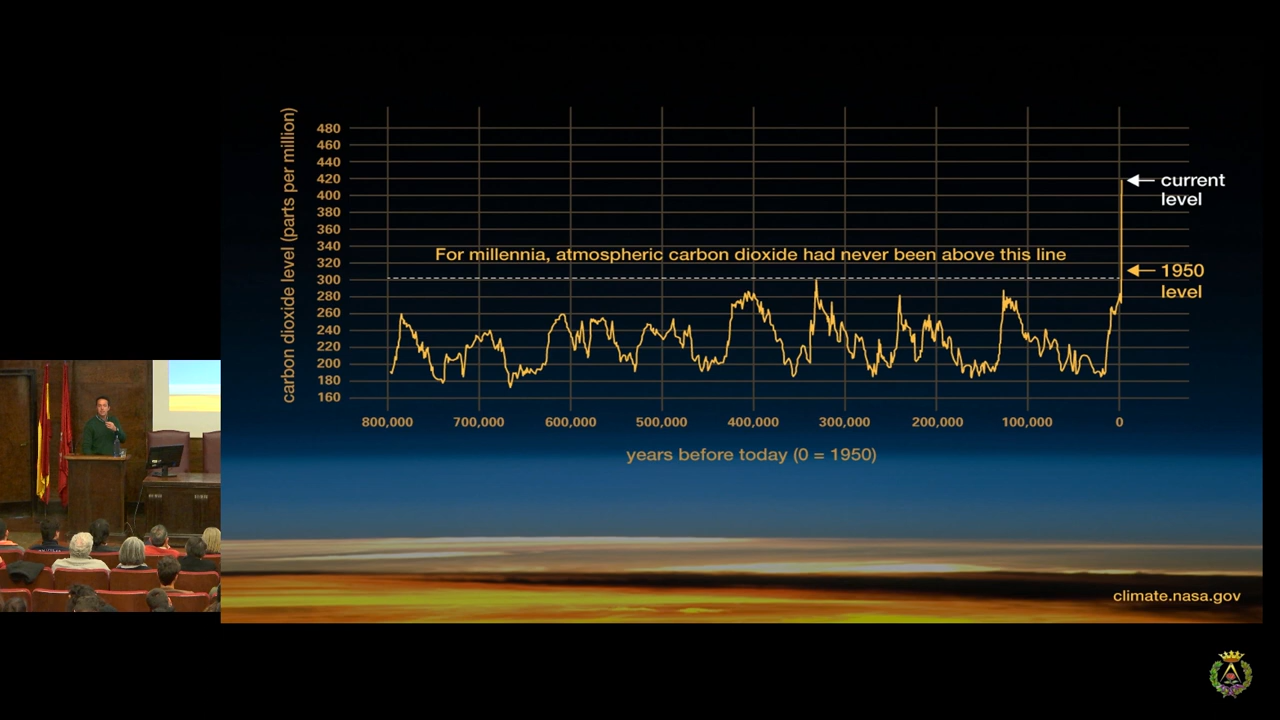 carbon dioxide level (parts per million)
480
460
440
420
400
380
360
340
320
300
280
260
240
220
200
180
160
For millennia, atmospheric carbon dioxide had never been above this line
current
level
1950
level
800,000 700,000 600,000 500,000 400,000 300,000 200,000 100,000 0
years before today (0 = 1950)
climate.nasa.gov